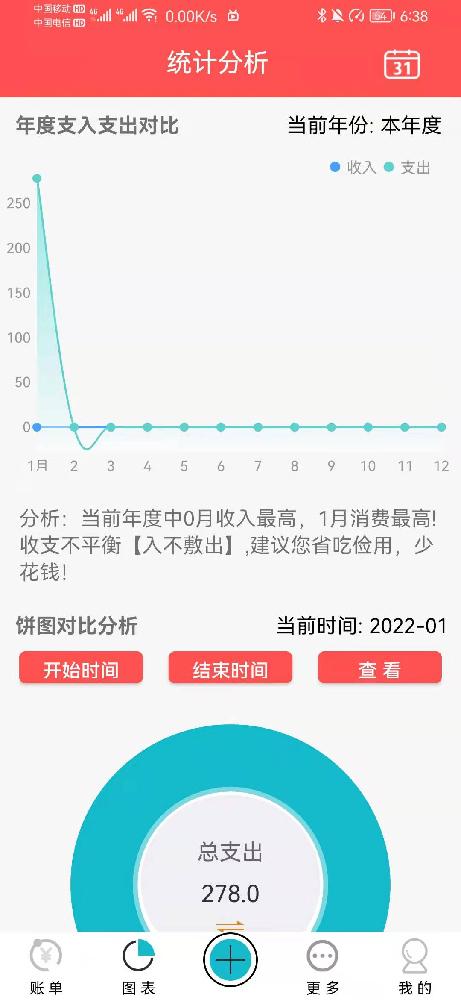 中国移动 HD 4G 4G 0.00K/s 54 6:38
中国电信 HD
统计分析
31
年度支入支出对比 当前年份: 本年度
收入 支出
250
200
150
100
50
0
1月 2 3 4 5 6 7 8 9 10 11 12
分析：当前年度中0月收入最高，1月消费最高!
收支不平衡【入不敷出】,建议您省吃俭用，少
花钱!
饼图对比分析 当前时间: 2022-01
开始时间 结束时间 查 看
总支出
278.0
账 单 图 表 更 多 我 的